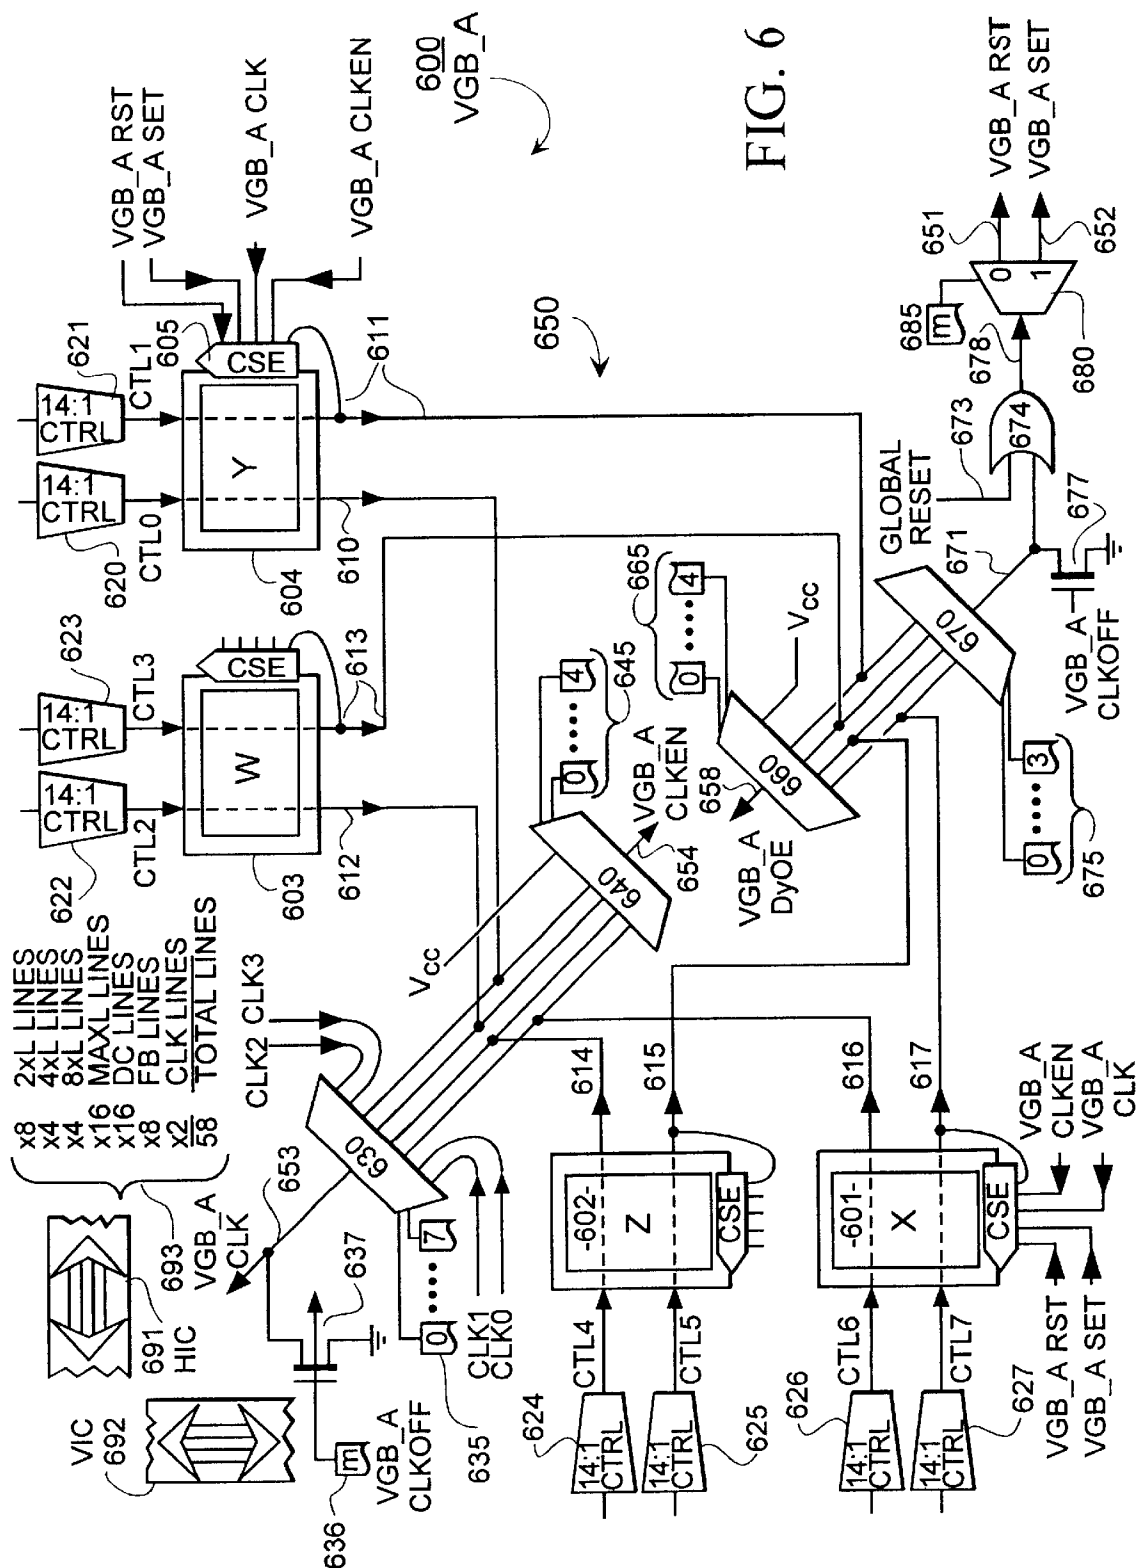 FIG. 6
600
VGB_A
x8 2xL LINES
x4 4xL LINES
x4 8xL LINES
x16 MAXL LINES
x16 DC LINES
x8 FB LINES
x2 CLK LINES
58 TOTAL LINES
693
691
HIC
VIC
692
636
m
VGB_A
CLKOFF
637
VGB_A
CLK
653
630
0
7
635
CLK1
CLK0
CLK2
CLK3
VCC
622
14:1
CTRL
CTL2
623
14:1
CTRL
CTL3
W
CSE
603
612
613
620
14:1
CTRL
CTL0
621
14:1
CTRL
CTL1
Y
CSE
604
605
610
611
VGB_A RST
VGB_A SET
VGB_A CLK
VGB_A CLKEN
650
640
0
4
645
VGB_A
CLKEN
654
VGB_A
DyOE
658
660
0
4
665
VCC
670
0
3
675
671
VGB_A
CLKOFF
677
GLOBAL
RESET
673
674
678
685
m
0
1
680
651
652
VGB_A RST
VGB_A SET
624
14:1
CTRL
CTL4
625
14:1
CTRL
CTL5
-602-
Z
CSE
614
615
626
14:1
CTRL
CTL6
627
14:1
CTRL
CTL7
-601-
X
CSE
616
617
VGB_A RST
VGB_A SET
VGB_A
CLKEN
VGB_A
CLK